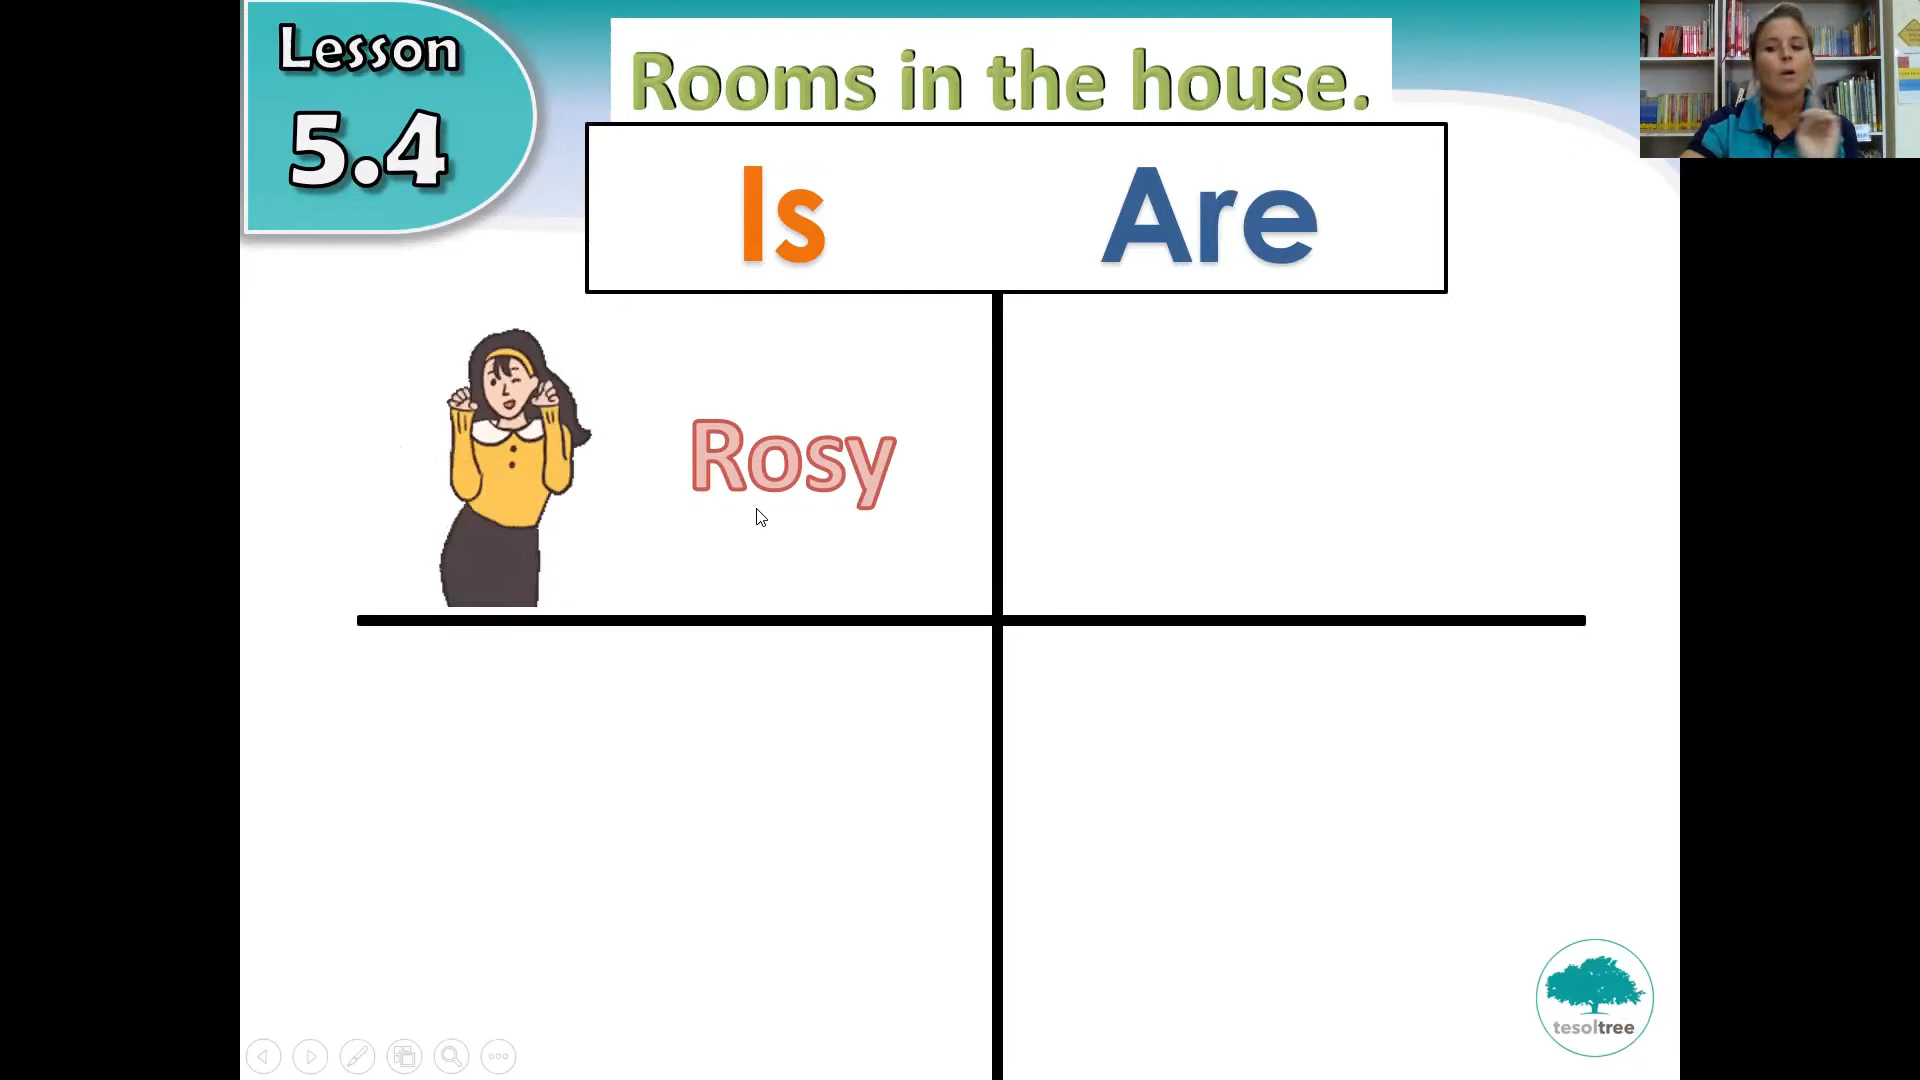 Lesson
5.4
Rooms in the house.
Is Are
Rosy
tesoltree